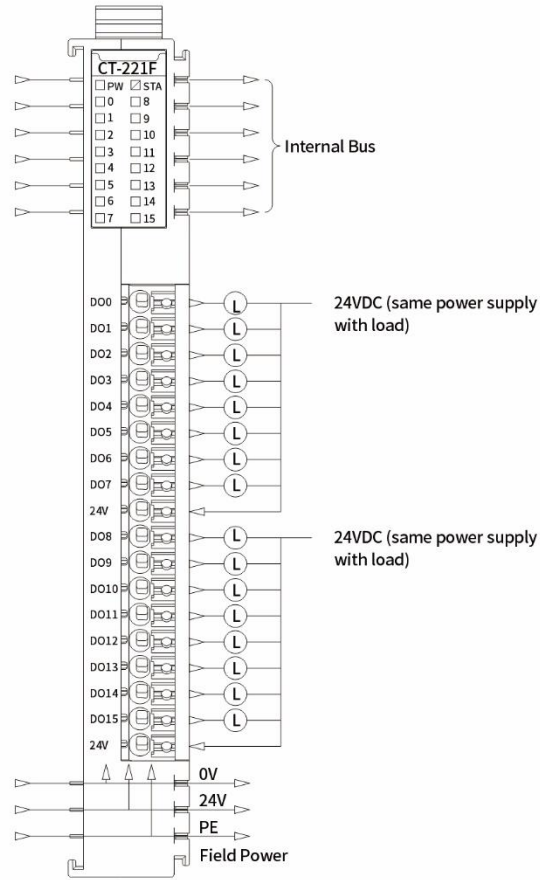 CT-221F
PW STA
0 8
1 9
2 10
3 11
4 12
5 13
6 14
7 15
Internal Bus
DO0 L 24VDC (same power supply
with load)
DO1 L
DO2 L
DO3 L
DO4 L
DO5 L
DO6 L
DO7 L
24V
DO8 L 24VDC (same power supply
with load)
DO9 L
DO10 L
DO11 L
DO12 L
DO13 L
DO14 L
DO15 L
24V
0V
24V
PE
Field Power